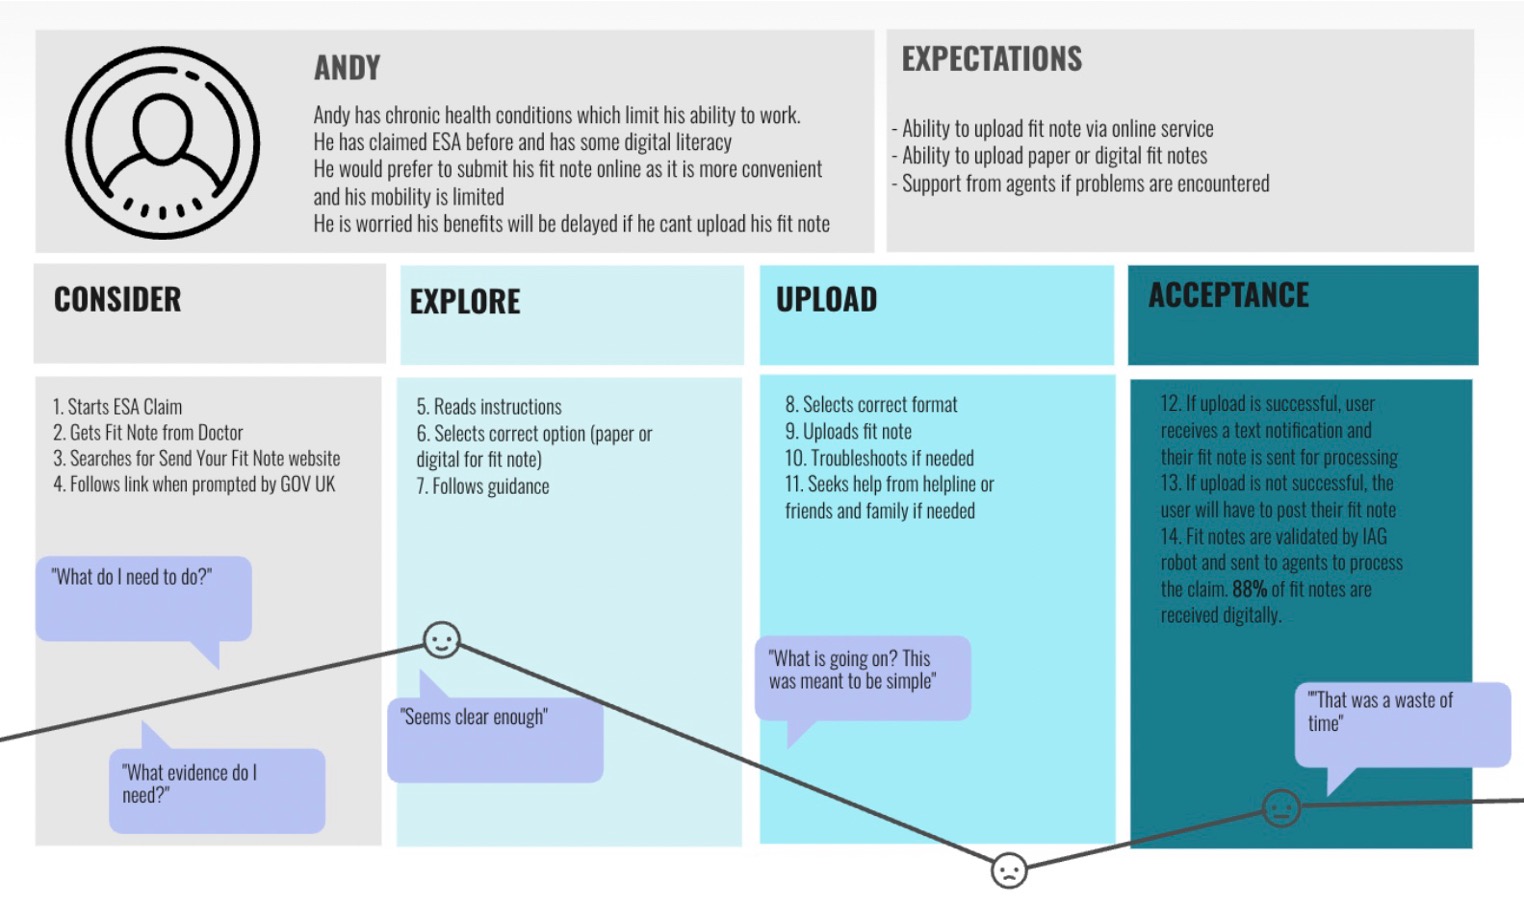 ANDY
Andy has chronic health conditions which limit his ability to work.
He has claimed ESA before and has some digital literacy
He would prefer to submit his fit note online as it is more convenient
and his mobility is limited
He is worried his benefits will be delayed if he cant upload his fit note
EXPECTATIONS
- Ability to upload fit note via online service
- Ability to upload paper or digital fit notes
- Support from agents if problems are encountered
CONSIDER
1. Starts ESA Claim
2. Gets Fit Note from Doctor
3. Searches for Send Your Fit Note website
4. Follows link when prompted by GOV UK
"What do I need to do?"
"What evidence do I
need?"
EXPLORE
5. Reads instructions
6. Selects correct option (paper or
digital for fit note)
7. Follows guidance
"Seems clear enough"
UPLOAD
8. Selects correct format
9. Uploads fit note
10. Troubleshoots if needed
11. Seeks help from helpline or
friends and family if needed
"What is going on? This
was meant to be simple"
ACCEPTANCE
12. If upload is successful, user
receives a text notification and
their fit note is sent for processing
13. If upload is not successful, the
user will have to post their fit note
14. Fit notes are validated by IAG
robot and sent to agents to process
the claim. 88% of fit notes are
received digitally.
""That was a waste of
time"